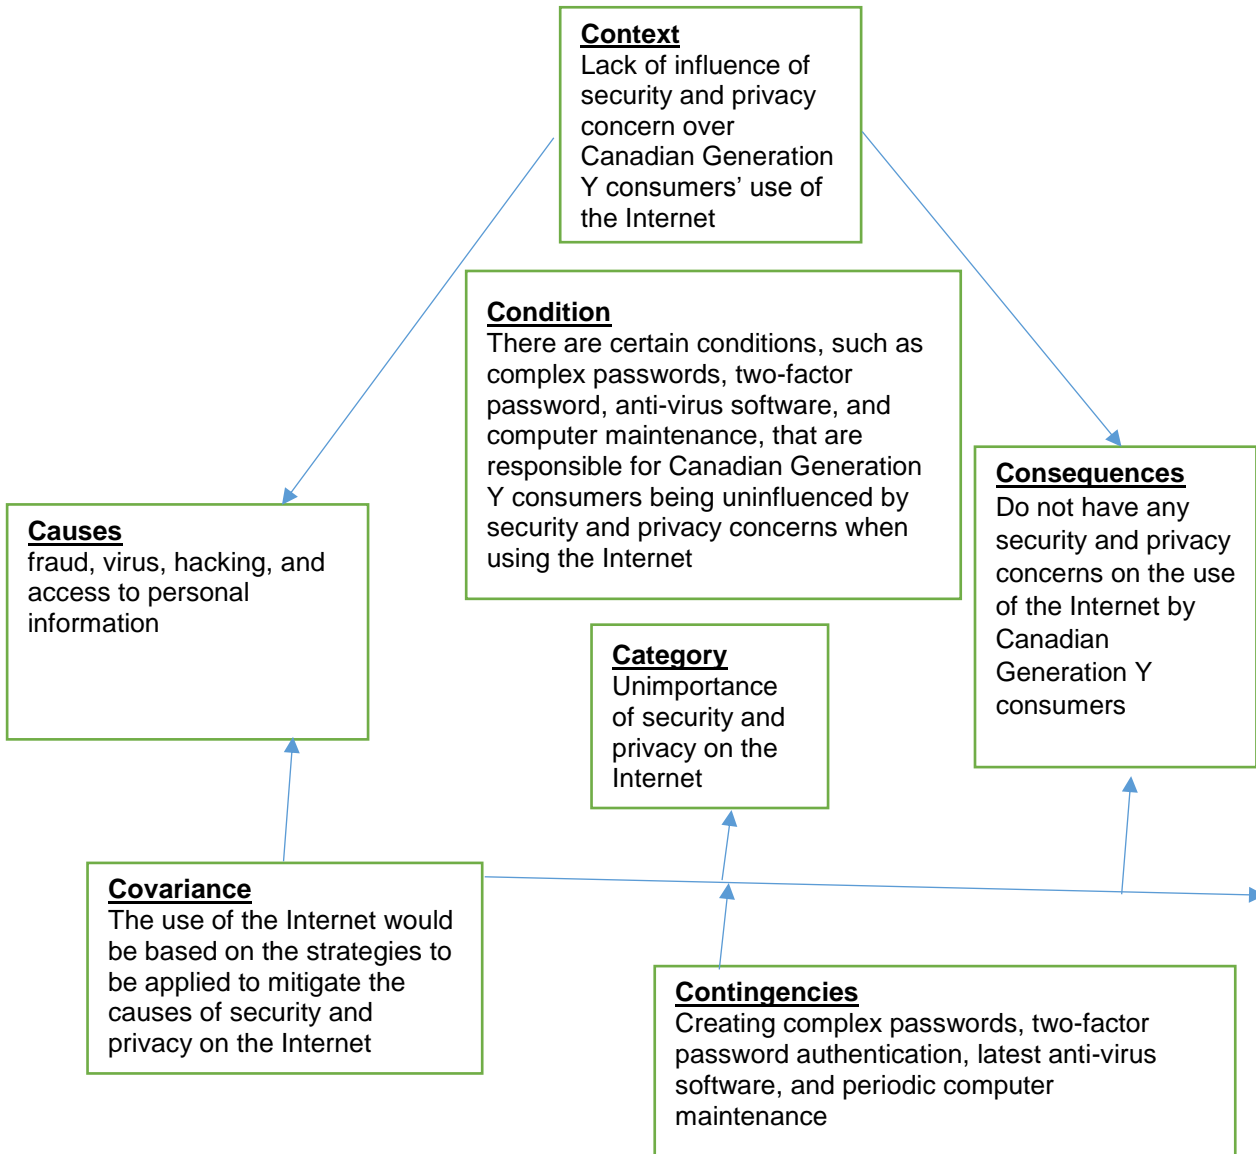 Context
Lack of influence of
security and privacy
concern over
Canadian Generation
Y consumers’ use of
the Internet
Condition
There are certain conditions, such as
complex passwords, two-factor
password, anti-virus software, and
computer maintenance, that are
responsible for Canadian Generation
Y consumers being uninfluenced by
security and privacy concerns when
using the Internet
Consequences
Do not have any
security and privacy
concerns on the use
of the Internet by
Canadian
Generation Y
consumers
Causes
fraud, virus, hacking, and
access to personal
information
Category
Unimportance
of security and
privacy on the
Internet
Covariance
The use of the Internet would
be based on the strategies to
be applied to mitigate the
causes of security and
privacy on the Internet
Contingencies
Creating complex passwords, two-factor
password authentication, latest anti-virus
software, and periodic computer
maintenance